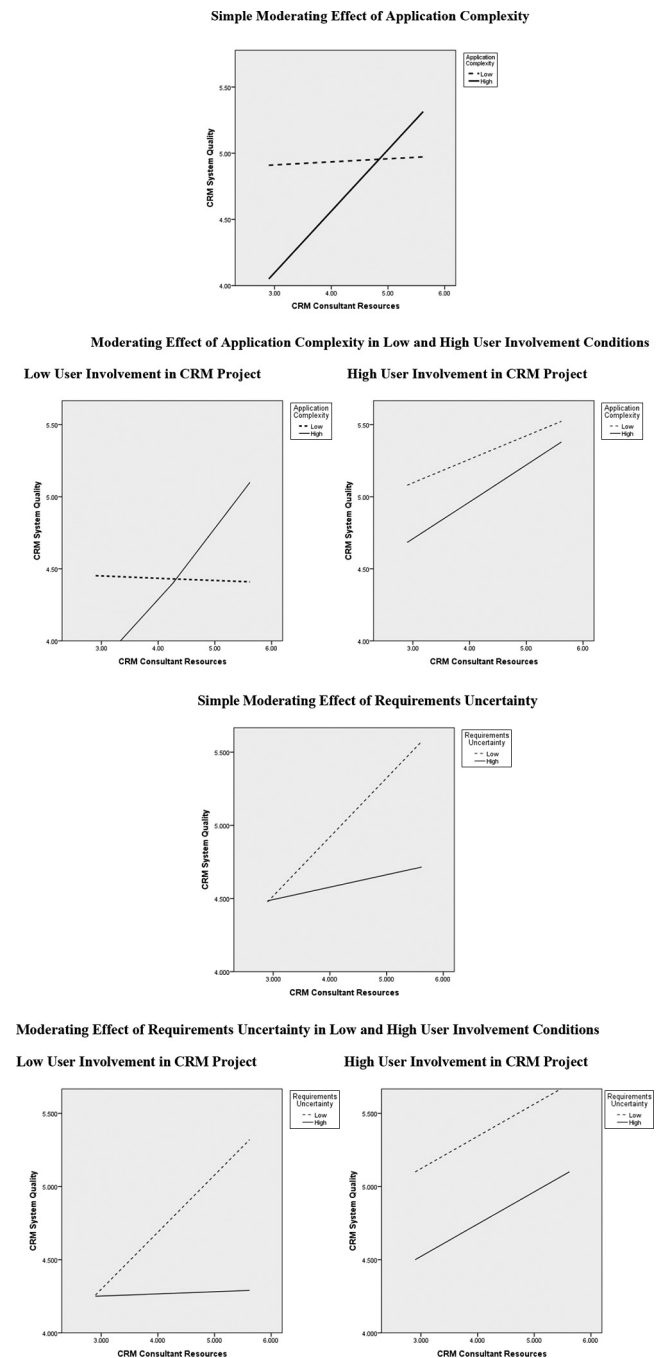 Simple Moderating Effect of Application Complexity
Application
Complexity
Low
High
5.50
5.00
4.50
4.00
CRM System Quality
3.00 4.00 5.00 6.00
CRM Consultant Resources
Moderating Effect of Application Complexity in Low and High User Involvement Conditions
Low User Involvement in CRM Project
Application
Complexity
Low
High
5.50
5.00
4.50
4.00
CRM System Quality
3.00 4.00 5.00 6.00
CRM Consultant Resources
High User Involvement in CRM Project
Application
Complexity
Low
High
5.50
5.00
4.50
4.00
CRM System Quality
3.00 4.00 5.00 6.00
CRM Consultant Resources
Simple Moderating Effect of Requirements Uncertainty
Requirements
Uncertainty
Low
High
5.500
5.000
4.500
4.000
CRM System Quality
3.000 4.000 5.000 6.000
CRM Consultant Resources
Moderating Effect of Requirements Uncertainty in Low and High User Involvement Conditions
Low User Involvement in CRM Project
Requirements
Uncertainty
Low
High
5.500
5.000
4.500
4.000
CRM System Quality
3.000 4.000 5.000 6.000
CRM Consultant Resources
High User Involvement in CRM Project
Requirements
Uncertainty
Low
High
5.500
5.000
4.500
4.000
CRM System Quality
3.000 4.000 5.000 6.000
CRM Consultant Resources